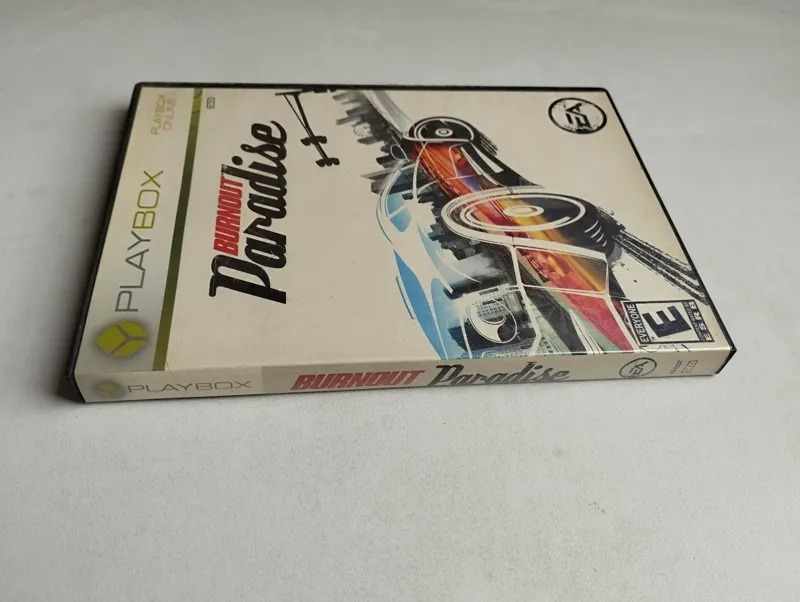 PLAYBOX
PLAYBOX
ONLINE
BURNOUT
Paradise
EA
EVERYONE
E
ESRB
PLAYBOX
BURNOUT Paradise
EA